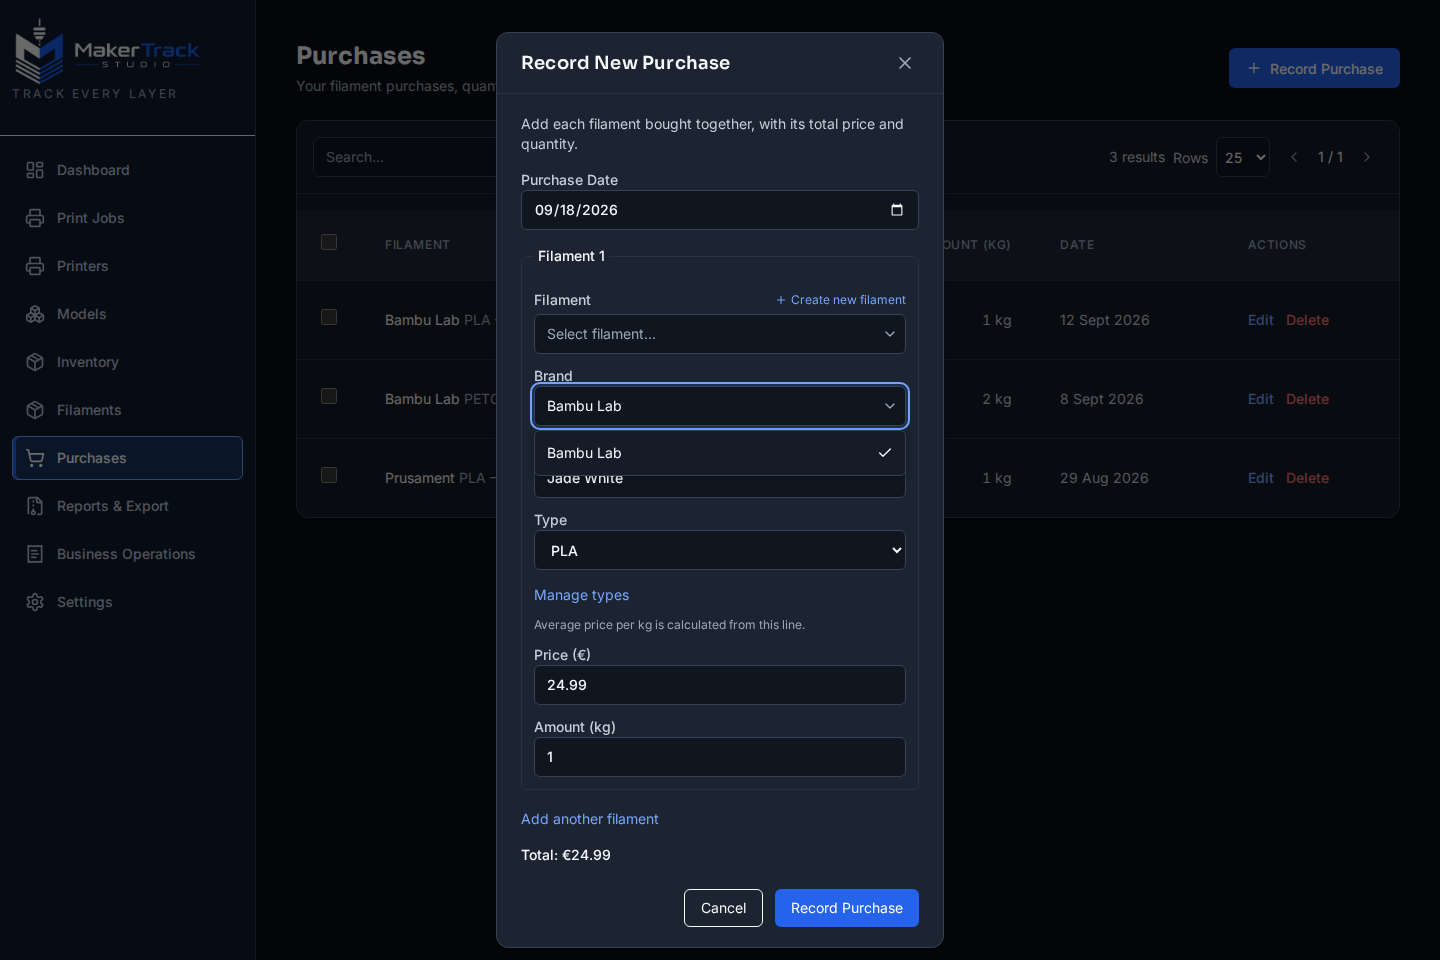 MakerTrack
STUDIO
TRACK EVERY LAYER
Dashboard
Print Jobs
Printers
Models
Inventory
Filaments
Purchases
Reports & Export
Business Operations
Settings
Purchases
Your filament purchases,
Record Purchase
Search...
3 results Rows 25 1 / 1
FILAMENT
(KG)
DATE
ACTIONS
Bambu Lab PLA
1 kg
12 Sept 2026
Edit Delete
Bambu Lab
2 kg
8 Sept 2026
Edit Delete
Prusament PLA –
1 kg
29 Aug 2026
Edit Delete
Record New Purchase
Add each filament bought together, with its total price and
quantity.
Purchase Date
09/18/2026
Filament 1
Filament
+ Create new filament
Select filament...
Brand
Bambu Lab
Bambu Lab
Jade White
Type
PLA
Manage types
Average price per kg is calculated from this line.
Price (€)
24.99
Amount (kg)
1
Add another filament
Total: €24.99
Cancel
Record Purchase